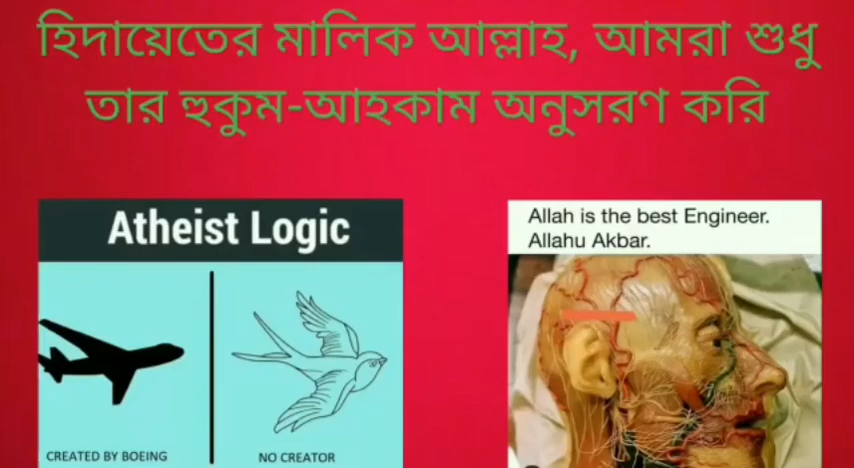 হিদায়েতের মালিক আল্লাহ, আমরা শুধু
তার হুকুম-আহকাম অনুসরণ করি
Atheist Logic
CREATED BY BOEING
NO CREATOR
Allah is the best Engineer.
Allahu Akbar.